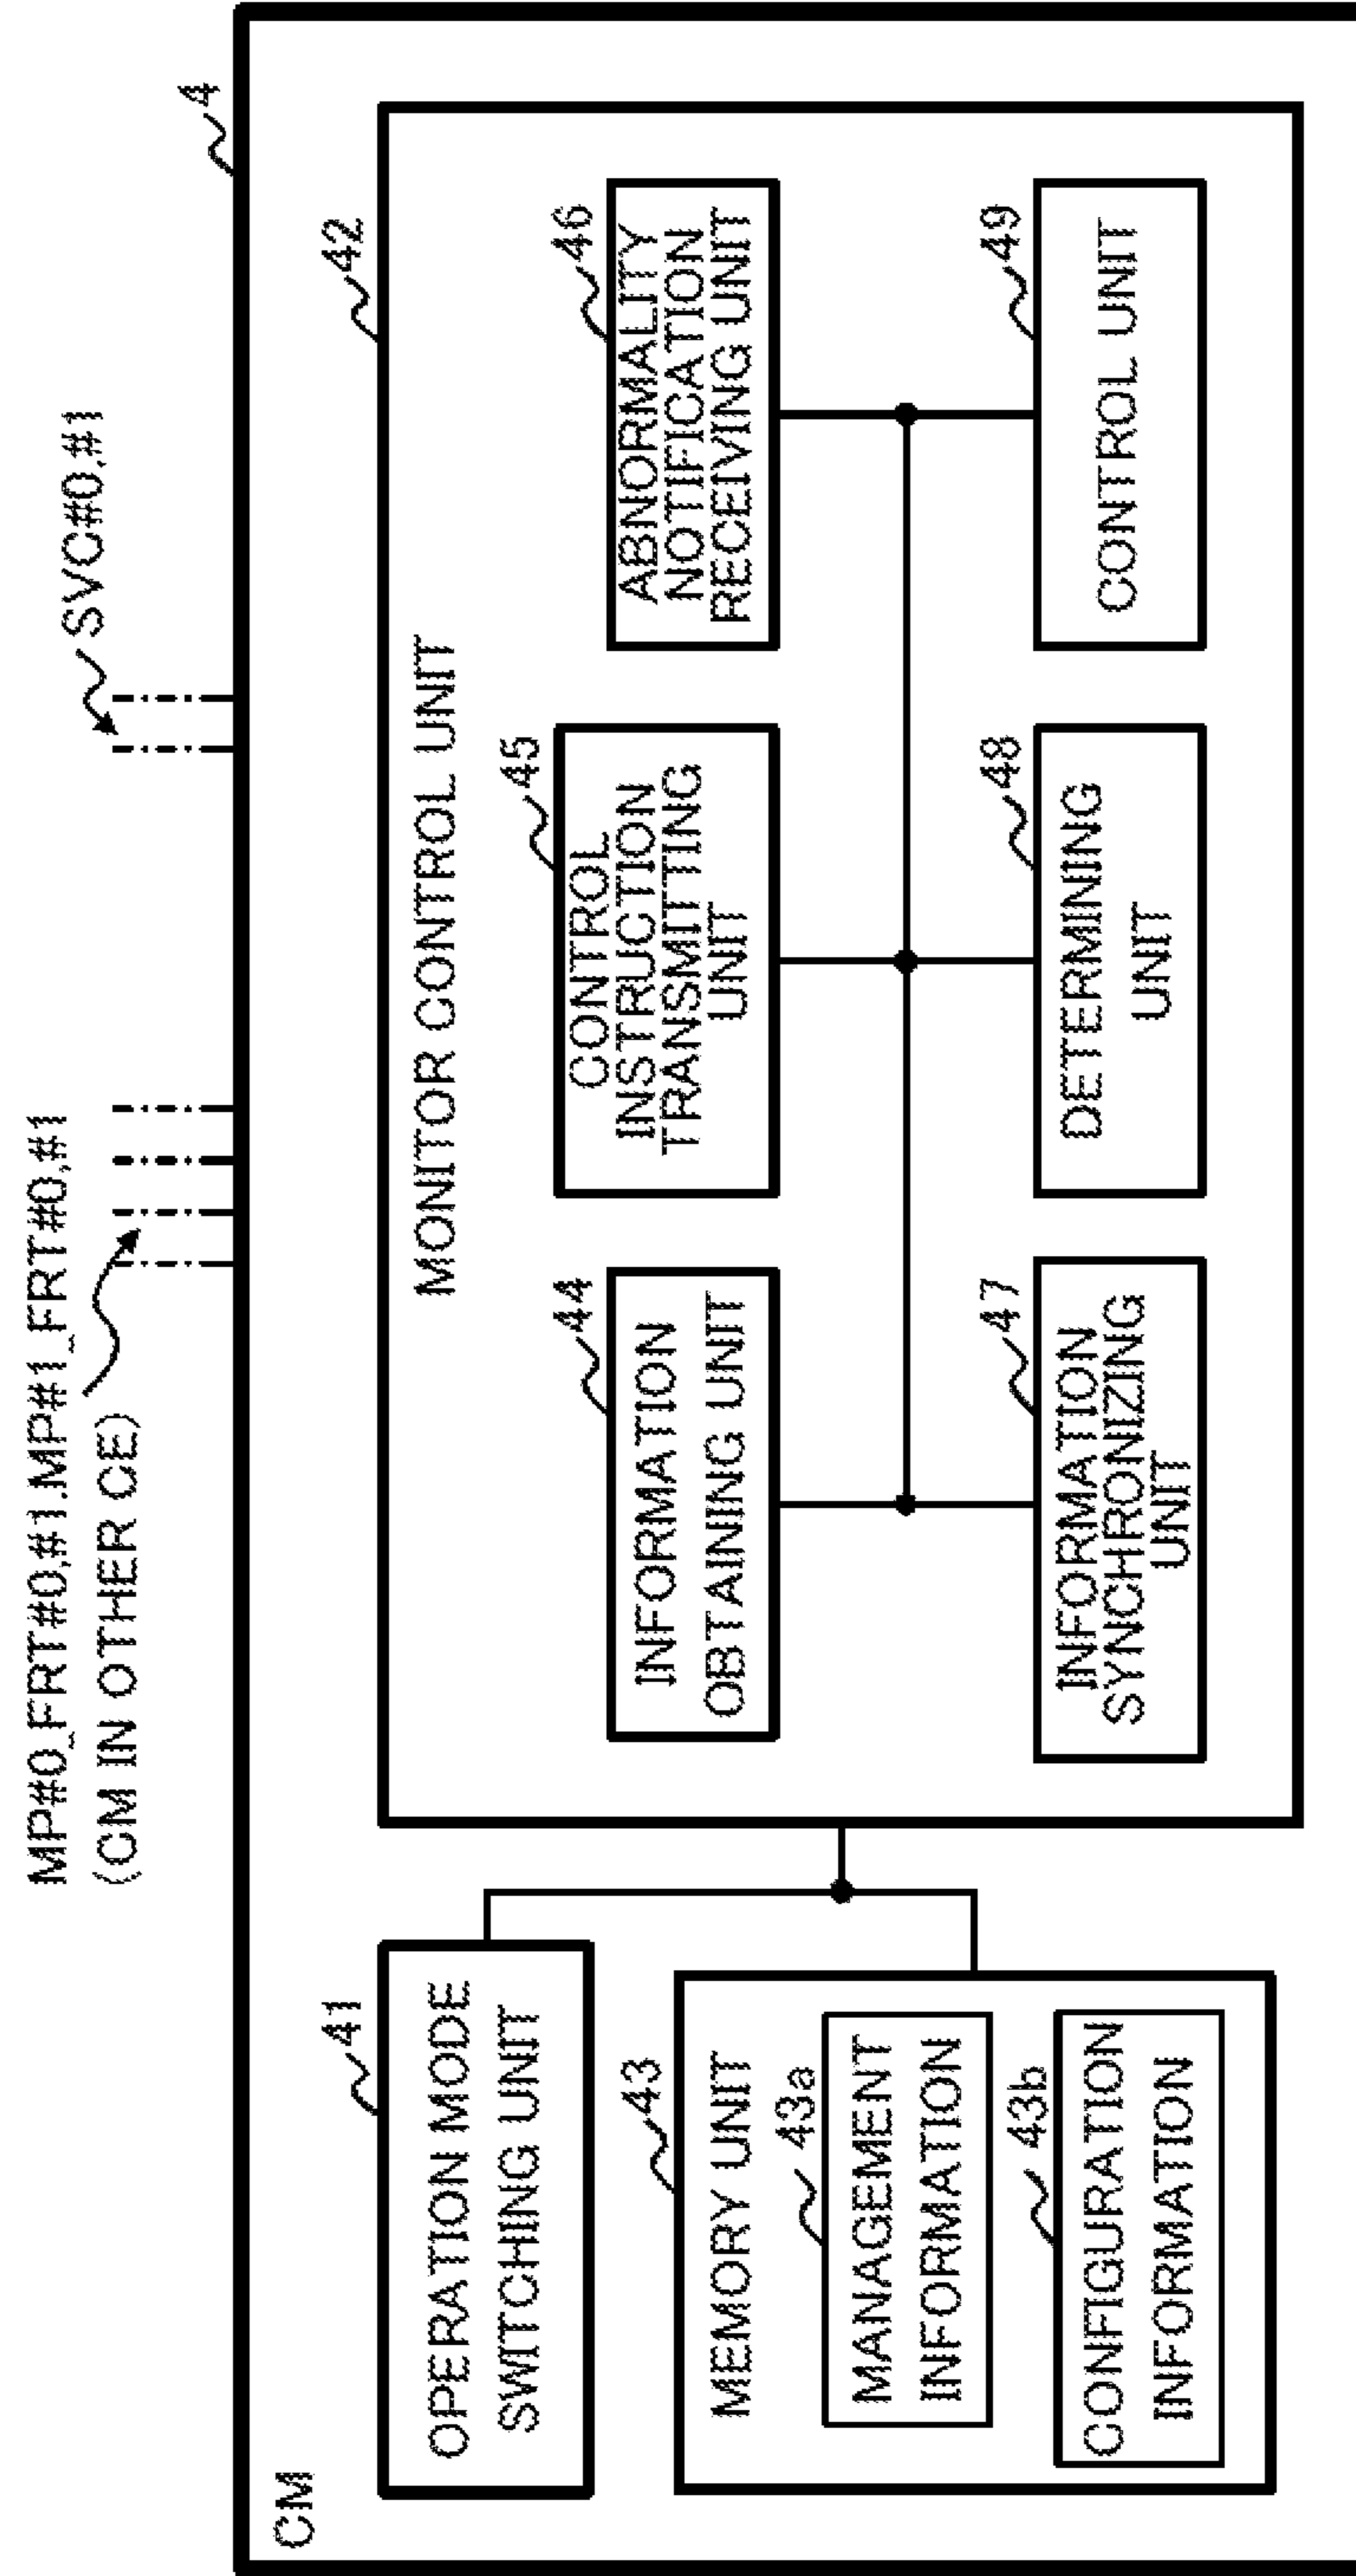 MP#0_FRT#0,#1.MP#1_FRT#0,#1
(CM IN OTHER CE)
SVC#0,#1
4
CM
41
OPERATION MODE
SWITCHING UNIT
43
MEMORY UNIT
43a
MANAGEMENT
INFORMATION
43b
CONFIGURATION
INFORMATION
42
MONITOR CONTROL UNIT
44
INFORMATION
OBTAINING UNIT
45
CONTROL
INSTRUCTION
TRANSMITTING
UNIT
46
ABNORMALITY
NOTIFICATION
RECEIVING UNIT
47
INFORMATION
SYNCHRONIZING
UNIT
48
DETERMINING
UNIT
49
CONTROL UNIT